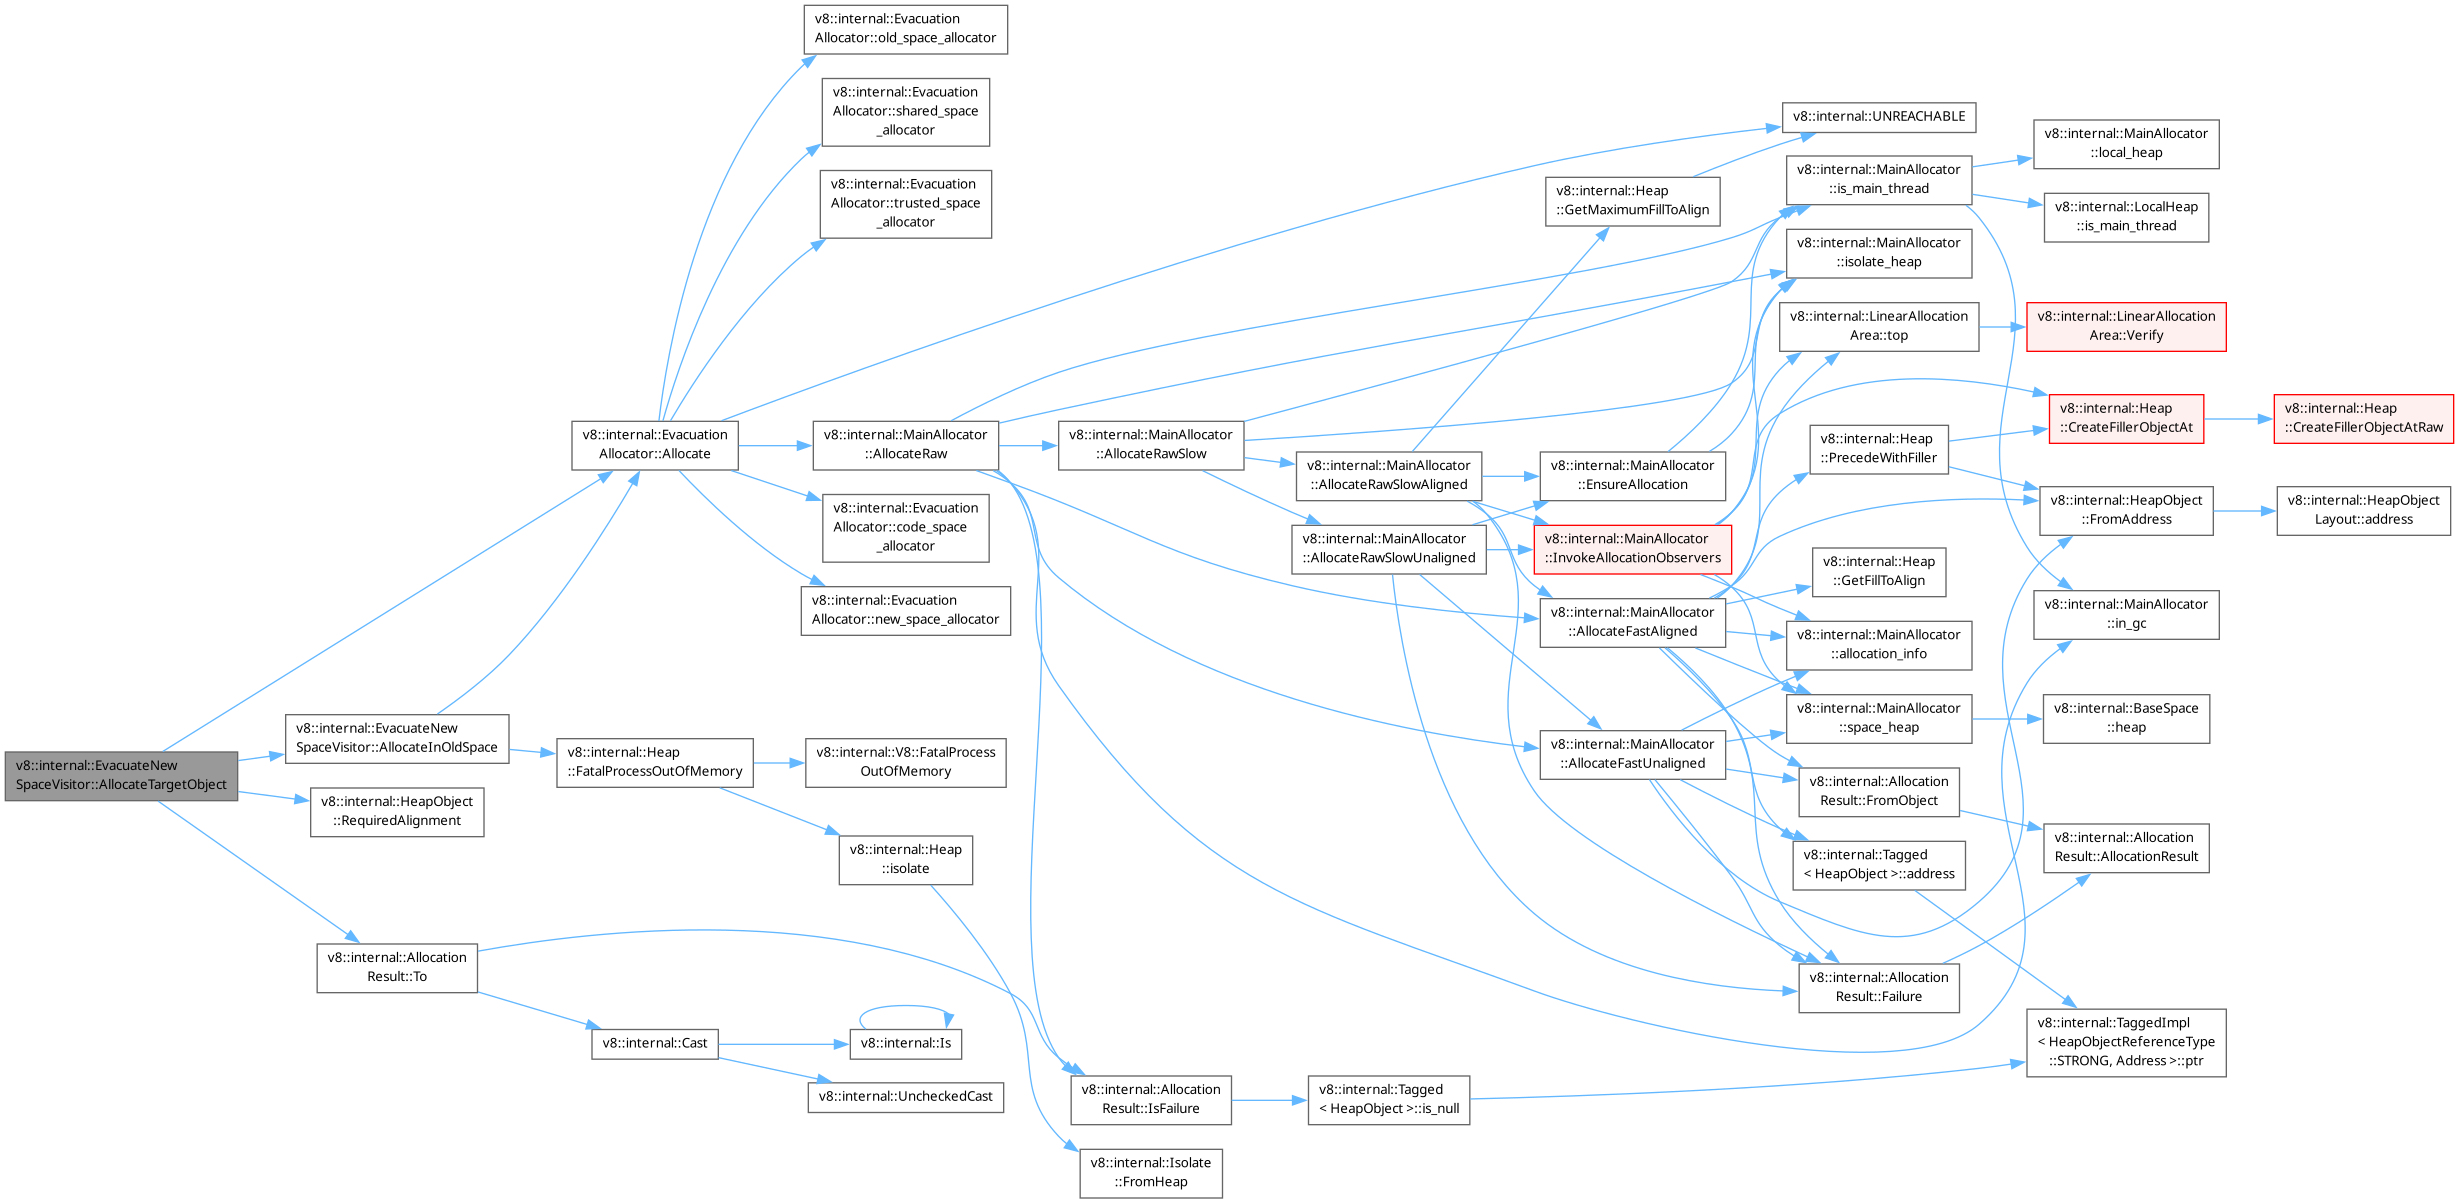 v8::internal::EvacuateNew
SpaceVisitor::AllocateTargetObject
v8::internal::EvacuateNew
SpaceVisitor::AllocateInOldSpace
v8::internal::HeapObject
::RequiredAlignment
v8::internal::Allocation
Result::To
v8::internal::Evacuation
Allocator::Allocate
v8::internal::Heap
::FatalProcessOutOfMemory
v8::internal::Cast
v8::internal::Evacuation
Allocator::old_space_allocator
v8::internal::Evacuation
Allocator::shared_space
_allocator
v8::internal::Evacuation
Allocator::trusted_space
_allocator
v8::internal::MainAllocator
::AllocateRaw
v8::internal::Evacuation
Allocator::code_space
_allocator
v8::internal::Evacuation
Allocator::new_space_allocator
v8::internal::V8::FatalProcess
OutOfMemory
v8::internal::Heap
::isolate
v8::internal::Is
v8::internal::UncheckedCast
v8::internal::MainAllocator
::AllocateRawSlow
v8::internal::Allocation
Result::IsFailure
v8::internal::Isolate
::FromHeap
v8::internal::MainAllocator
::AllocateRawSlowAligned
v8::internal::MainAllocator
::AllocateRawSlowUnaligned
v8::internal::Tagged
< HeapObject >::is_null
v8::internal::Heap
::GetMaximumFillToAlign
v8::internal::MainAllocator
::EnsureAllocation
v8::internal::MainAllocator
::InvokeAllocationObservers
v8::internal::MainAllocator
::AllocateFastAligned
v8::internal::MainAllocator
::AllocateFastUnaligned
v8::internal::UNREACHABLE
v8::internal::MainAllocator
::is_main_thread
v8::internal::MainAllocator
::isolate_heap
v8::internal::LinearAllocation
Area::top
v8::internal::Heap
::PrecedeWithFiller
v8::internal::Heap
::GetFillToAlign
v8::internal::MainAllocator
::allocation_info
v8::internal::MainAllocator
::space_heap
v8::internal::Allocation
Result::FromObject
v8::internal::Tagged
< HeapObject >::address
v8::internal::Allocation
Result::Failure
v8::internal::MainAllocator
::local_heap
v8::internal::LocalHeap
::is_main_thread
v8::internal::LinearAllocation
Area::Verify
v8::internal::Heap
::CreateFillerObjectAt
v8::internal::HeapObject
::FromAddress
v8::internal::MainAllocator
::in_gc
v8::internal::BaseSpace
::heap
v8::internal::Allocation
Result::AllocationResult
v8::internal::TaggedImpl
< HeapObjectReferenceType
::STRONG, Address >::ptr
v8::internal::Heap
::CreateFillerObjectAtRaw
v8::internal::HeapObject
Layout::address